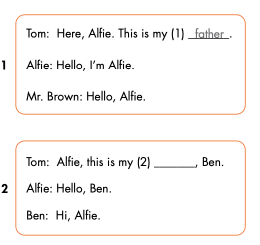 Tom: Here, Alfie. This is my (1) father.
1
Alfie: Hello, I'm Alfie.
Mr. Brown: Hello, Alfie.
Tom: Alfie, this is my (2) _______, Ben.
2
Alfie: Hello, Ben.
Ben: Hi, Alfie.